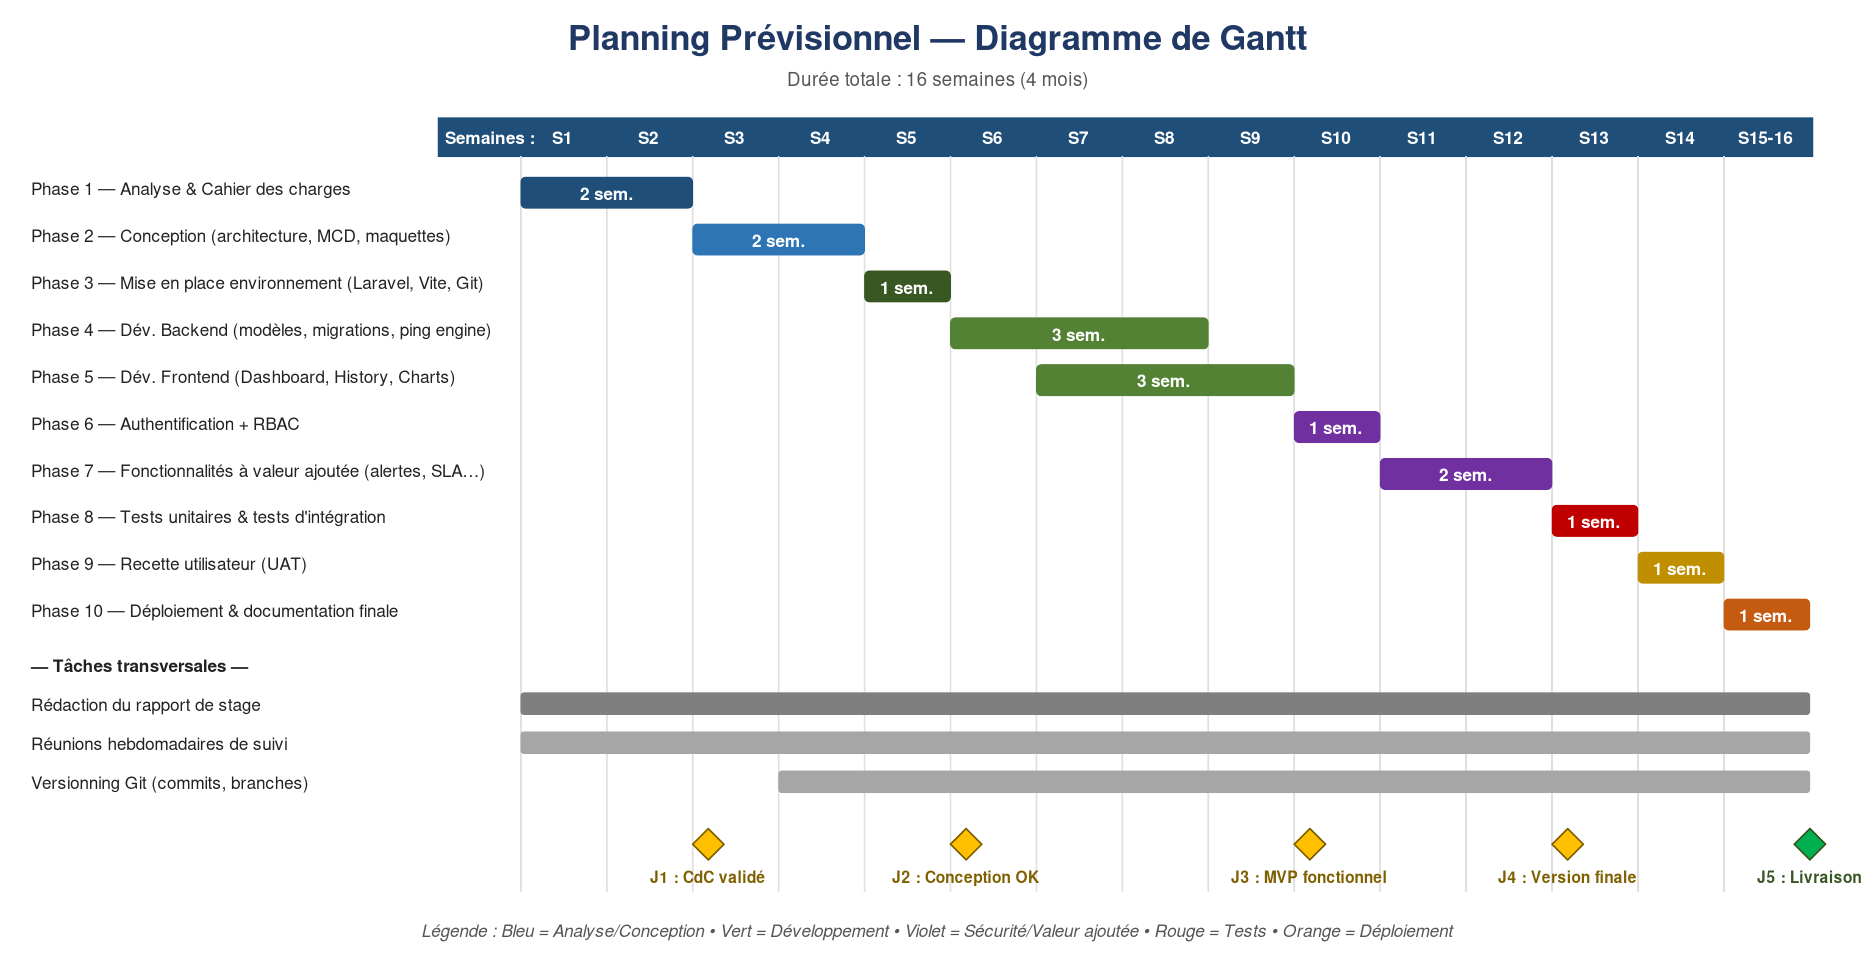 Planning Prévisionnel — Diagramme de Gantt
Durée totale : 16 semaines (4 mois)
Semaines : S1 S2 S3 S4 S5 S6 S7 S8 S9 S10 S11 S12 S13 S14 S15-16
Phase 1 — Analyse & Cahier des charges 2 sem.
Phase 2 — Conception (architecture, MCD, maquettes) 2 sem.
Phase 3 — Mise en place environnement (Laravel, Vite, Git) 1 sem.
Phase 4 — Dév. Backend (modèles, migrations, ping engine) 3 sem.
Phase 5 — Dév. Frontend (Dashboard, History, Charts) 3 sem.
Phase 6 — Authentification + RBAC 1 sem.
Phase 7 — Fonctionnalités à valeur ajoutée (alertes, SLA…) 2 sem.
Phase 8 — Tests unitaires & tests d'intégration 1 sem.
Phase 9 — Recette utilisateur (UAT) 1 sem.
Phase 10 — Déploiement & documentation finale 1 sem.
— Tâches transversales —
Rédaction du rapport de stage
Réunions hebdomadaires de suivi
Versionning Git (commits, branches)
J1 : CdC validé J2 : Conception OK J3 : MVP fonctionnel J4 : Version finale J5 : Livraison
Légende : Bleu = Analyse/Conception • Vert = Développement • Violet = Sécurité/Valeur ajoutée • Rouge = Tests • Orange = Déploiement